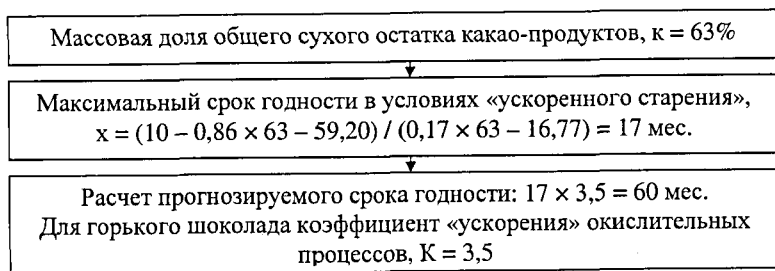 Массовая доля общего сухого остатка какао-продуктов, к = 63%
Максимальный срок годности в условиях «ускоренного старения»,
х = (10 – 0,86 × 63 – 59,20) / (0,17 × 63 – 16,77) = 17 мес.
Расчет прогнозируемого срока годности: 17 × 3,5 = 60 мес.
Для горького шоколада коэффициент «ускорения» окислительных
процессов, К = 3,5